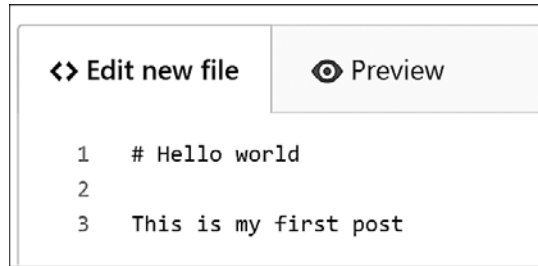 <> Edit new file
Preview
1 # Hello world
2
3 This is my first post